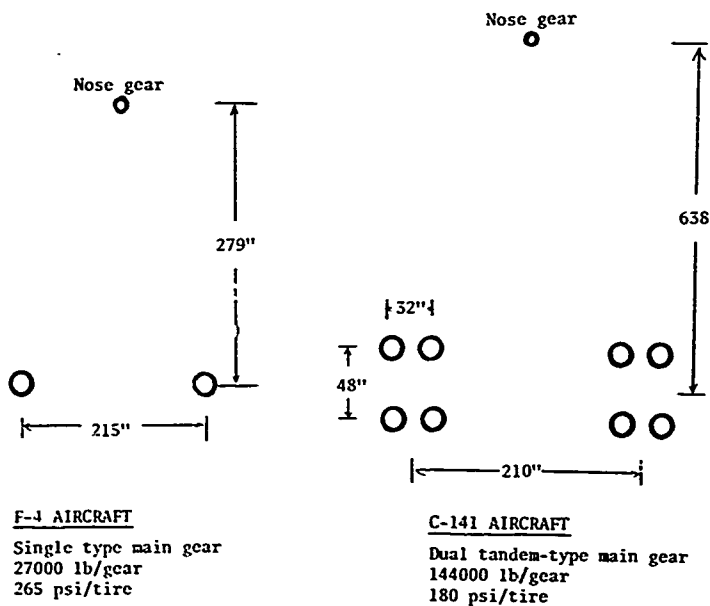 Nose gear
279"
215"
F-4 AIRCRAFT
Single type main gear
27000 lb/gear
265 psi/tire
Nose gear
638
32"
48"
210"
C-141 AIRCRAFT
Dual tandem-type main gear
144000 lb/gear
180 psi/tire